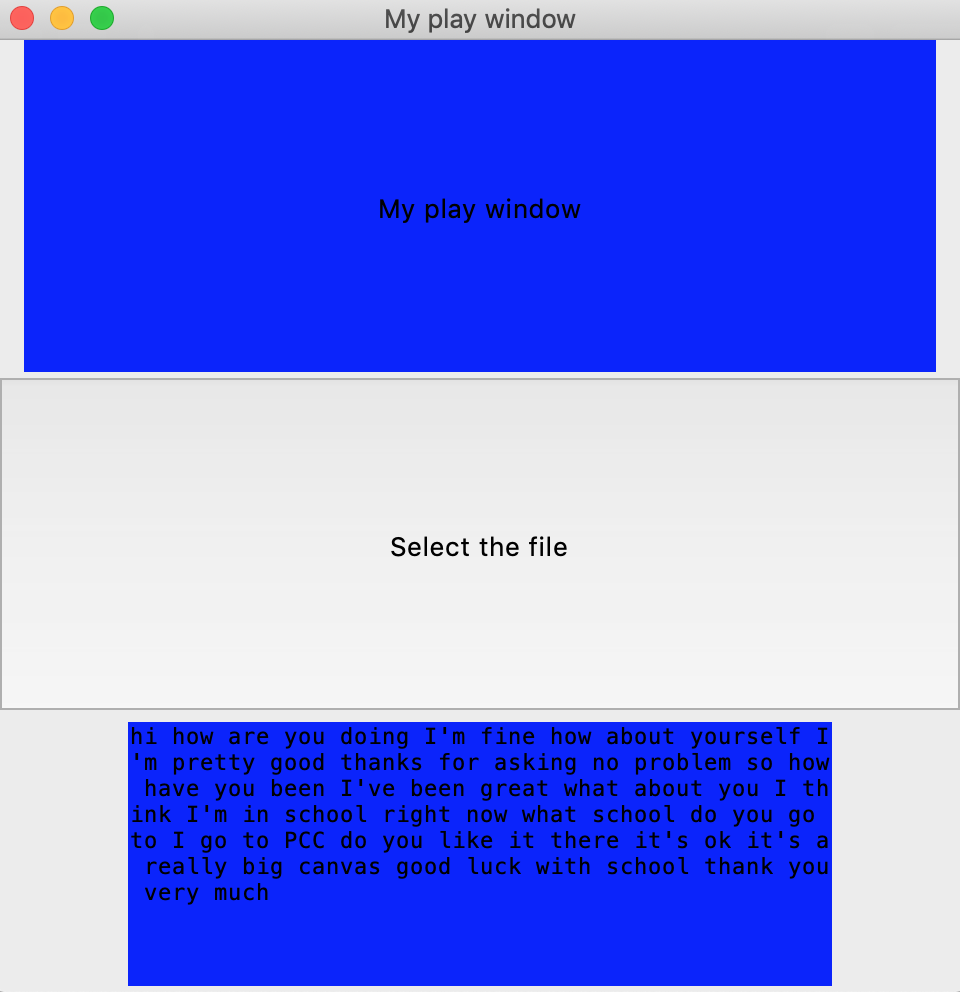 My play window
My play window
Select the file
hi how are you doing I'm fine how about yourself I
'm pretty good thanks for asking no problem so how
 have you been I've been great what about you I th
ink I'm in school right now what school do you go
to I go to PCC do you like it there it's ok it's a
 really big canvas good luck with school thank you
 very much